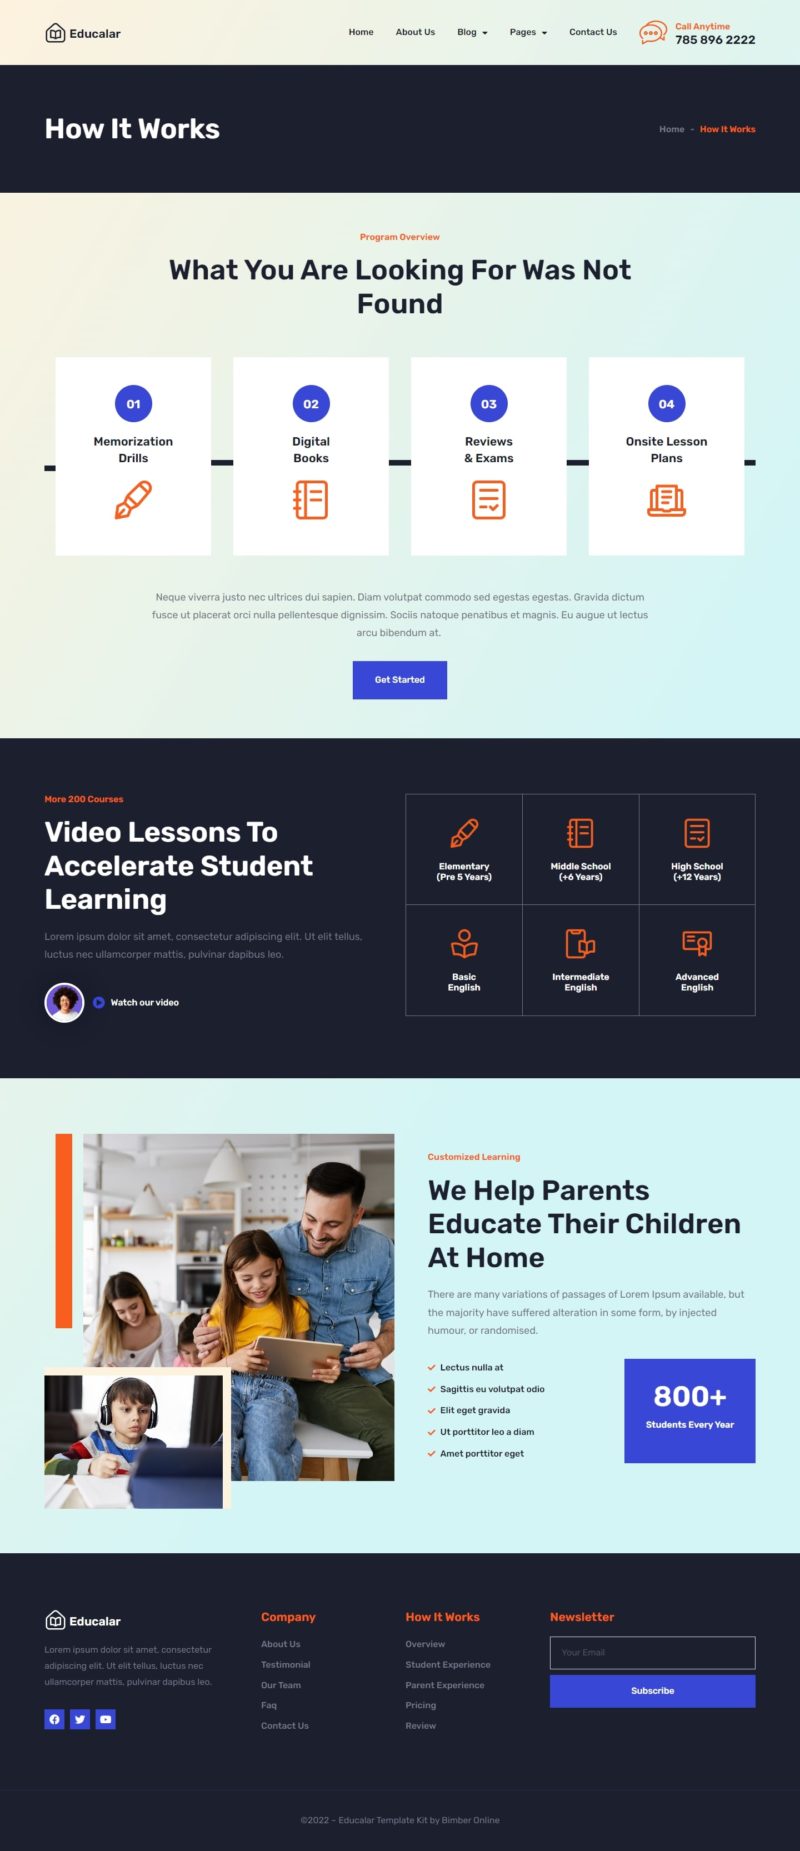 Educalar
Home
About Us
Blog
Pages
Contact Us
Call Anytime
785 896 2222
How It Works
Home - How It Works
Program Overview
What You Are Looking For Was Not
Found
01
Memorization
Drills
02
Digital
Books
03
Reviews
& Exams
04
Onsite Lesson
Plans
Neque viverra justo nec ultrices dui sapien. Diam volutpat commodo sed egestas egestas. Gravida dictum
fusce ut placerat orci nulla pellentesque dignissim. Sociis natoque penatibus et magnis. Eu augue ut lectus
arcu bibendum at.
Get Started
More 200 Courses
Video Lessons To
Accelerate Student
Learning
Lorem ipsum dolor sit amet, consectetur adipiscing elit. Ut elit tellus,
luctus nec ullamcorper mattis, pulvinar dapibus leo.
Watch our video
Elementary
(Pre 5 Years)
Middle School
(+6 Years)
High School
(+12 Years)
Basic
English
Intermediate
English
Advanced
English
Customized Learning
We Help Parents
Educate Their Children
At Home
There are many variations of passages of Lorem Ipsum available, but
the majority have suffered alteration in some form, by injected
humour, or randomised.
Lectus nulla at
Sagittis eu volutpat odio
Elit eget gravida
Ut porttitor leo a diam
Amet porttitor eget
800+
Students Every Year
Educalar
Lorem ipsum dolor sit amet, consectetur
adipiscing elit. Ut elit tellus, luctus nec
ullamcorper mattis, pulvinar dapibus leo.
Company
About Us
Testimonial
Our Team
Faq
Contact Us
How It Works
Overview
Student Experience
Parent Experience
Pricing
Review
Newsletter
Your Email
Subscribe
©2022 – Educalar Template Kit by Bimber Online